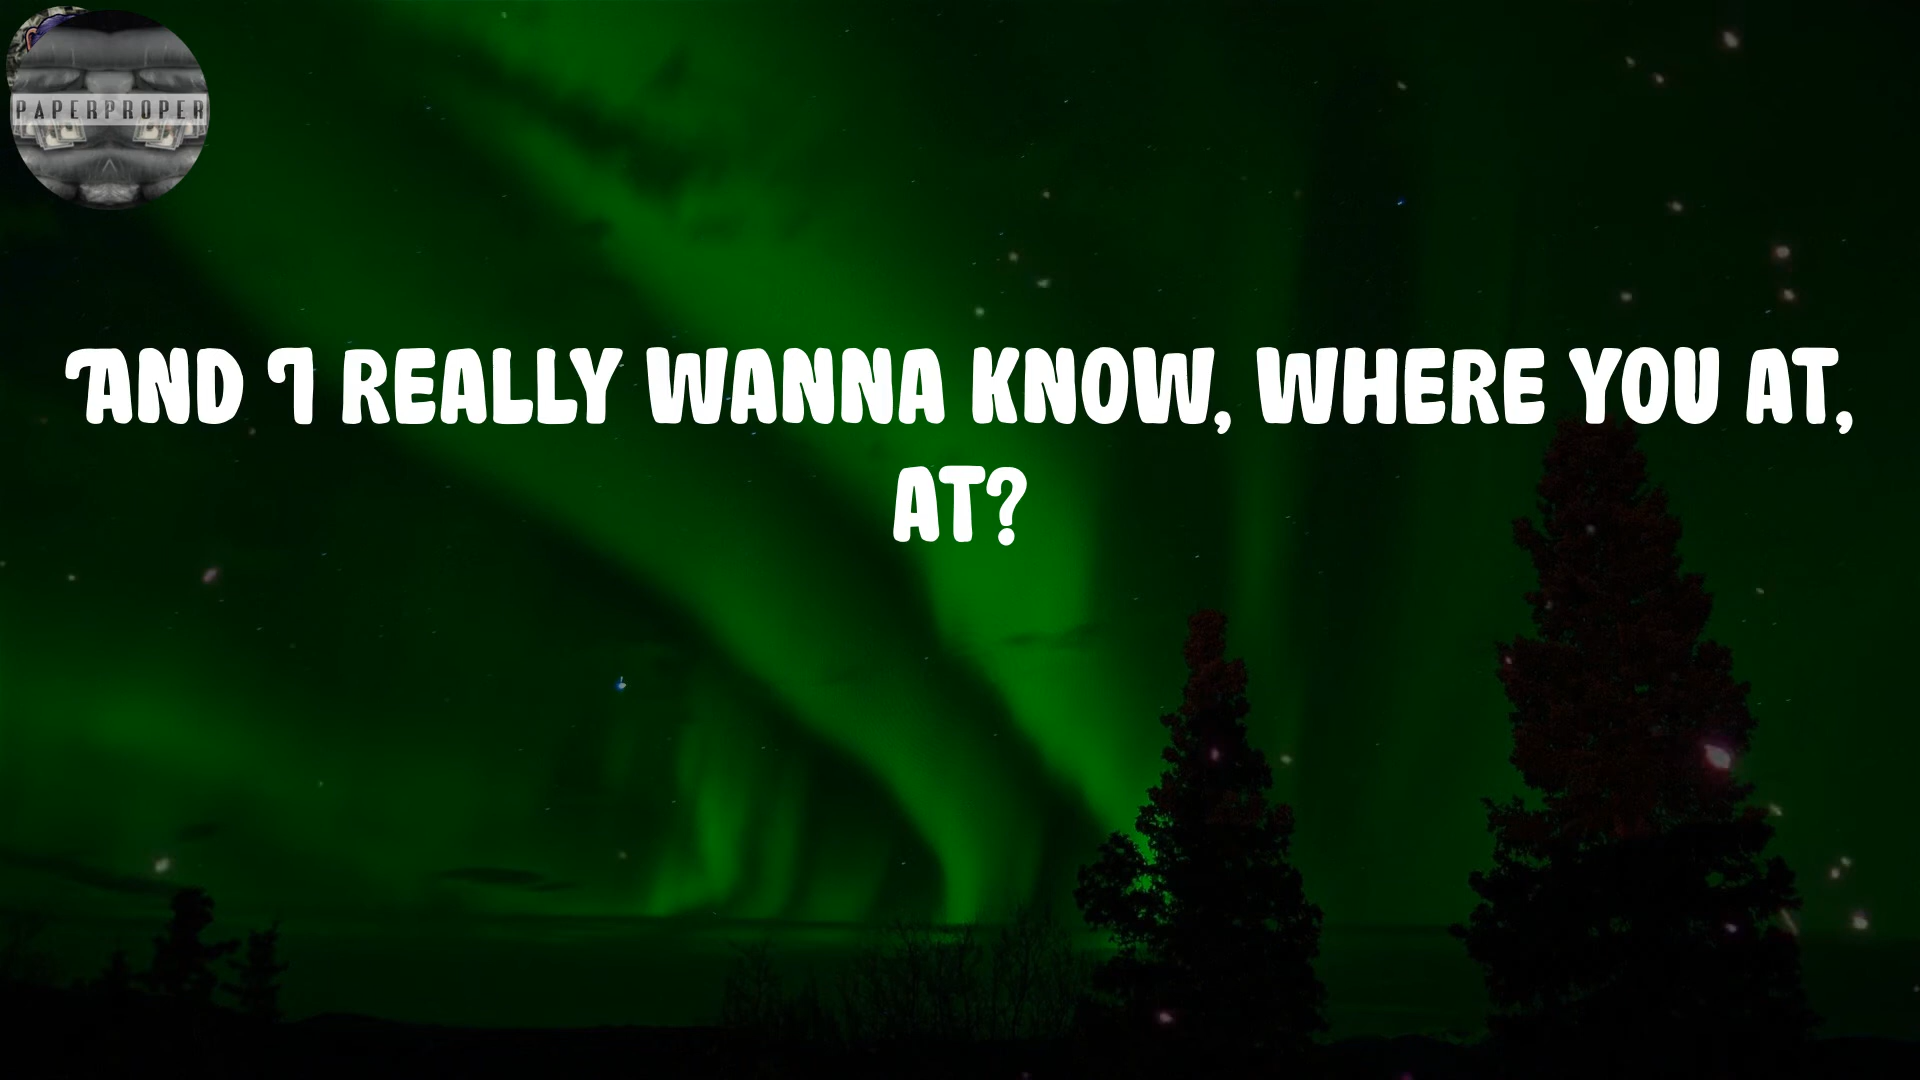 PAPERPROPER
AND I REALLY WANNA KNOW, WHERE YOU AT,
AT?